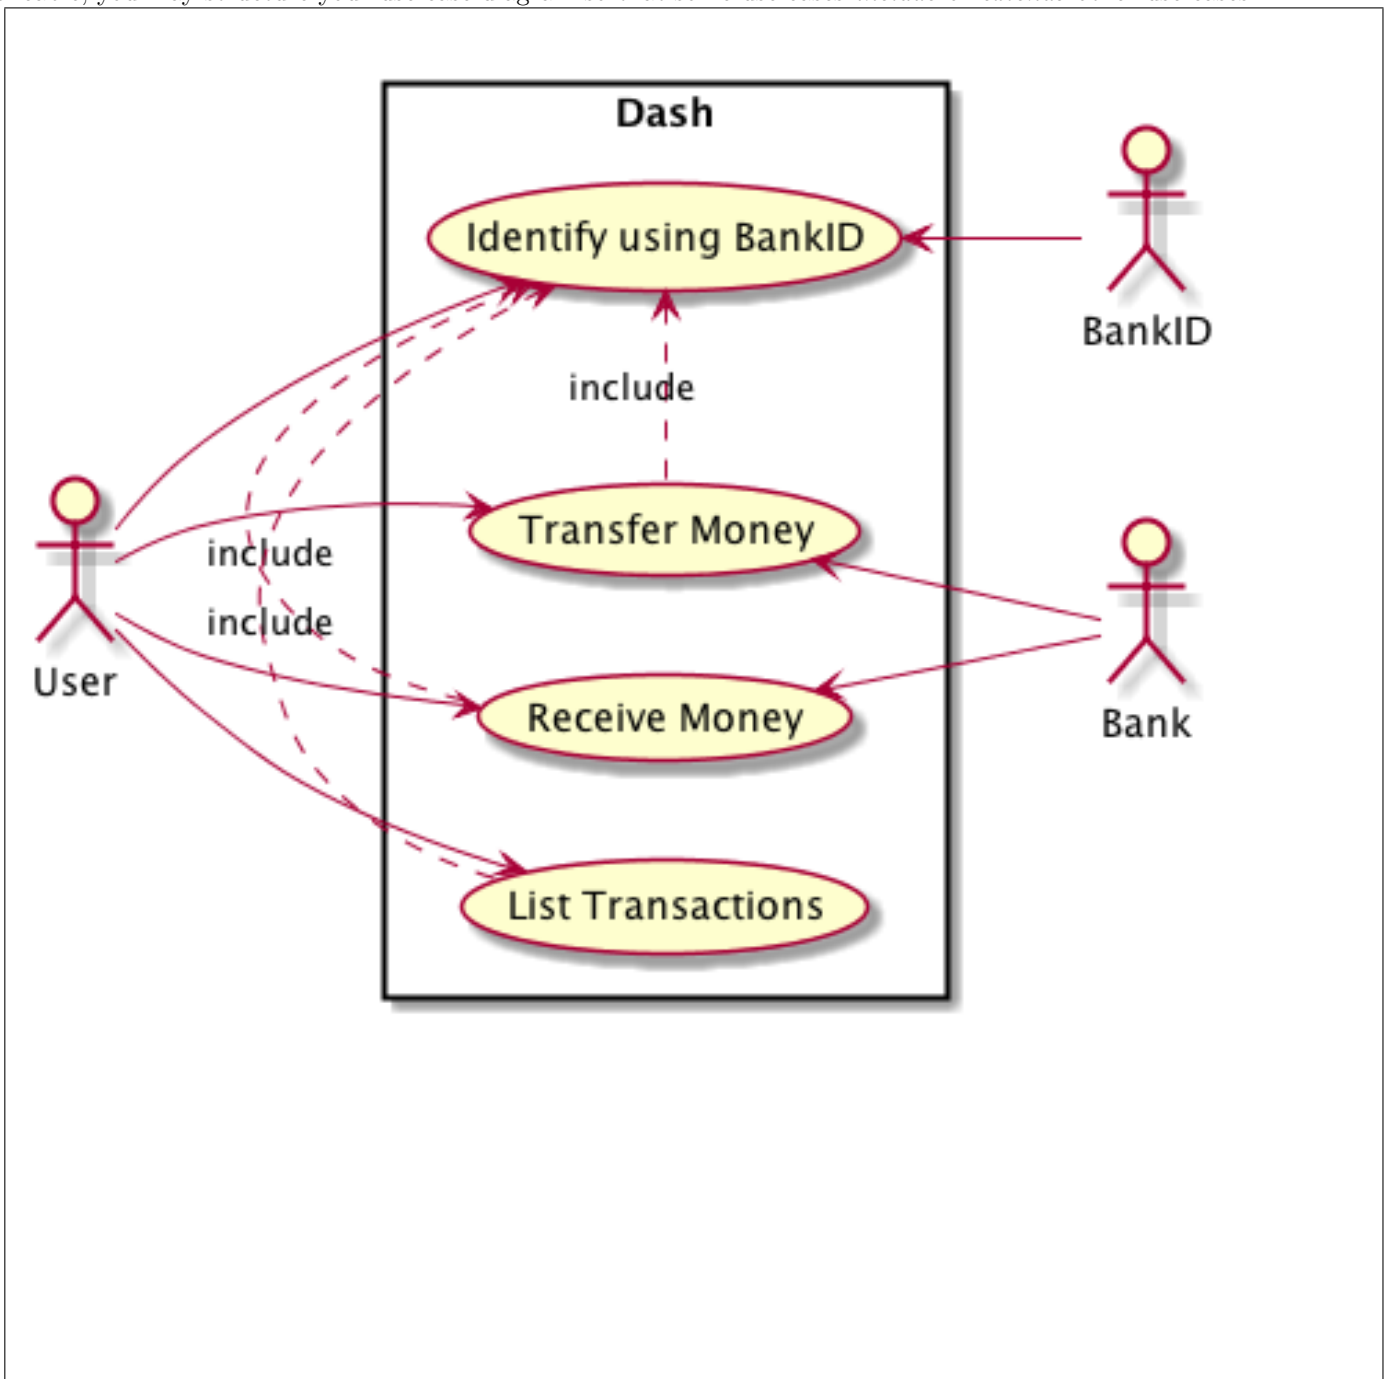 Dash
Identify using BankID
BankID
include
Transfer Money
include
include
User
Receive Money
Bank
List Transactions